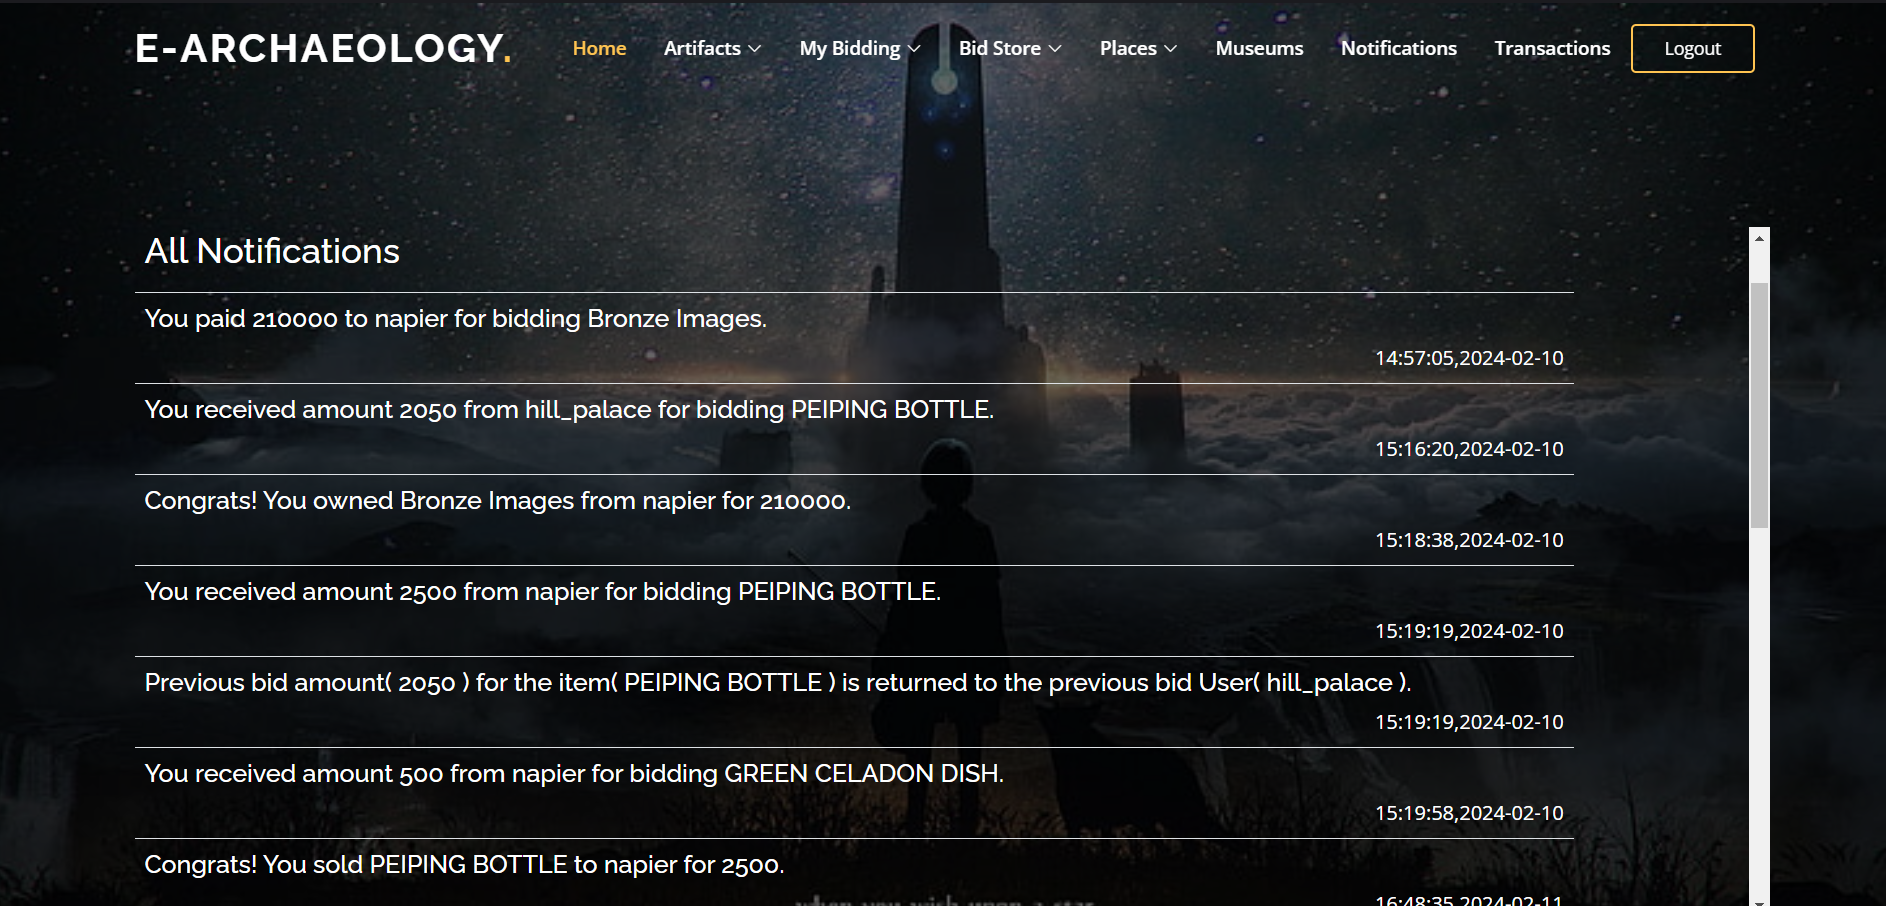 E-ARCHAEOLOGY.
Home Artifacts My Bidding Bid Store Places Museums Notifications Transactions Logout
All Notifications
You paid 210000 to napier for bidding Bronze Images.
14:57:05,2024-02-10
You received amount 2050 from hill_palace for bidding PEIPING BOTTLE.
15:16:20,2024-02-10
Congrats! You owned Bronze Images from napier for 210000.
15:18:38,2024-02-10
You received amount 2500 from napier for bidding PEIPING BOTTLE.
15:19:19,2024-02-10
Previous bid amount( 2050 ) for the item( PEIPING BOTTLE ) is returned to the previous bid User( hill_palace ).
15:19:19,2024-02-10
You received amount 500 from napier for bidding GREEN CELADON DISH.
15:19:58,2024-02-10
Congrats! You sold PEIPING BOTTLE to napier for 2500.
16:48:35,2024-02-11
when you wish upon a star